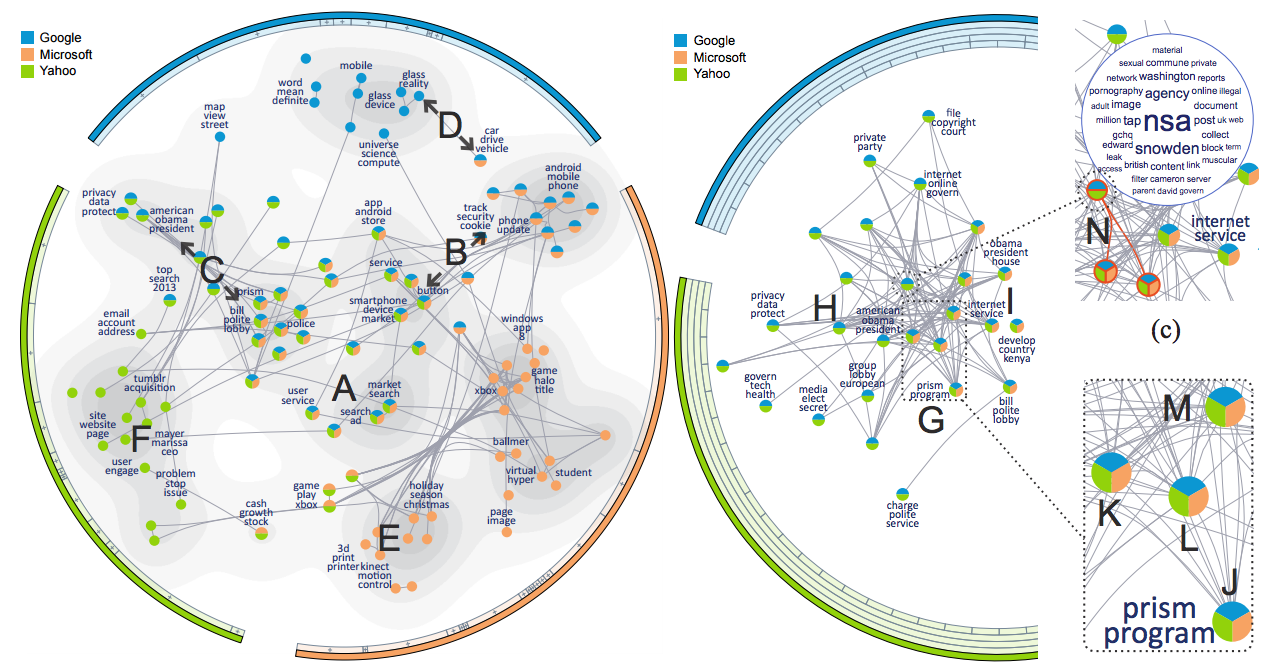 Google
Microsoft
Yahoo
mobile
word
mean
definite
glass
reality
glass
device
D
map
view
street
universe
science
compute
car
drive
vehicle
android
mobile
phone
privacy
data
protect
american
obama
president
app
android
store
track
security
cookie
phone
update
B
C
top
search
2013
service
button
prism
bill
polite
lobby
police
smartphone
device
market
email
account
address
windows
app
8
tumblr
acquisition
user
service
A
market
search
search
ad
xbox
game
halo
title
site
website
page
F
mayer
marissa
ceo
user
engage
problem
stop
issue
ballmer
virtual
hyper
student
cash
growth
stock
game
play
xbox
holiday
season
christmas
page
image
E
3d
print
printer
kinect
motion
control
Google
Microsoft
Yahoo
file
copyright
court
private
party
internet
online
govern
obama
president
house
privacy
data
protect
H
american
obama
president
internet
service
I
develop
country
kenya
govern
tech
health
media
elect
secret
group
lobby
european
prism
program
G
bill
polite
lobby
charge
polite
service
material
sexual commune private
network washington reports
pornography agency online illegal
adult image document
million tap nsa post uk web
gchq collect
edward snowden block term
leak muscular
access british content link
filter cameron server
parent david govern
N
internet
service
(c)
M
K
L
J
prism
program